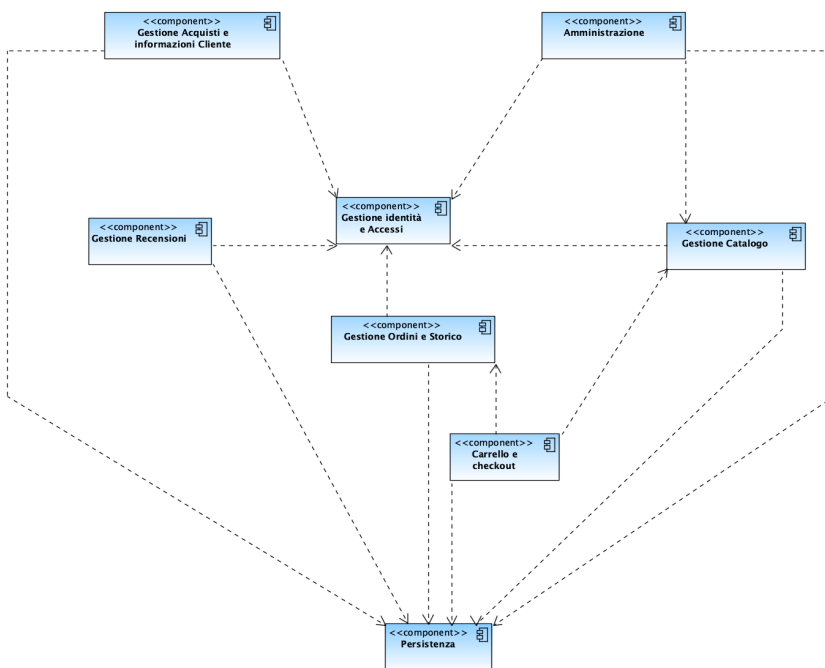 <<component>>
Gestione Acquisti e
informazioni Cliente
<<component>>
Amministrazione
<<component>>
Gestione identità
e Accessi
<<component>>
Gestione Recensioni
<<component>>
Gestione Catalogo
<<component>>
Gestione Ordini e Storico
<<component>>
Carrello e
checkout
<<component>>
Persistenza